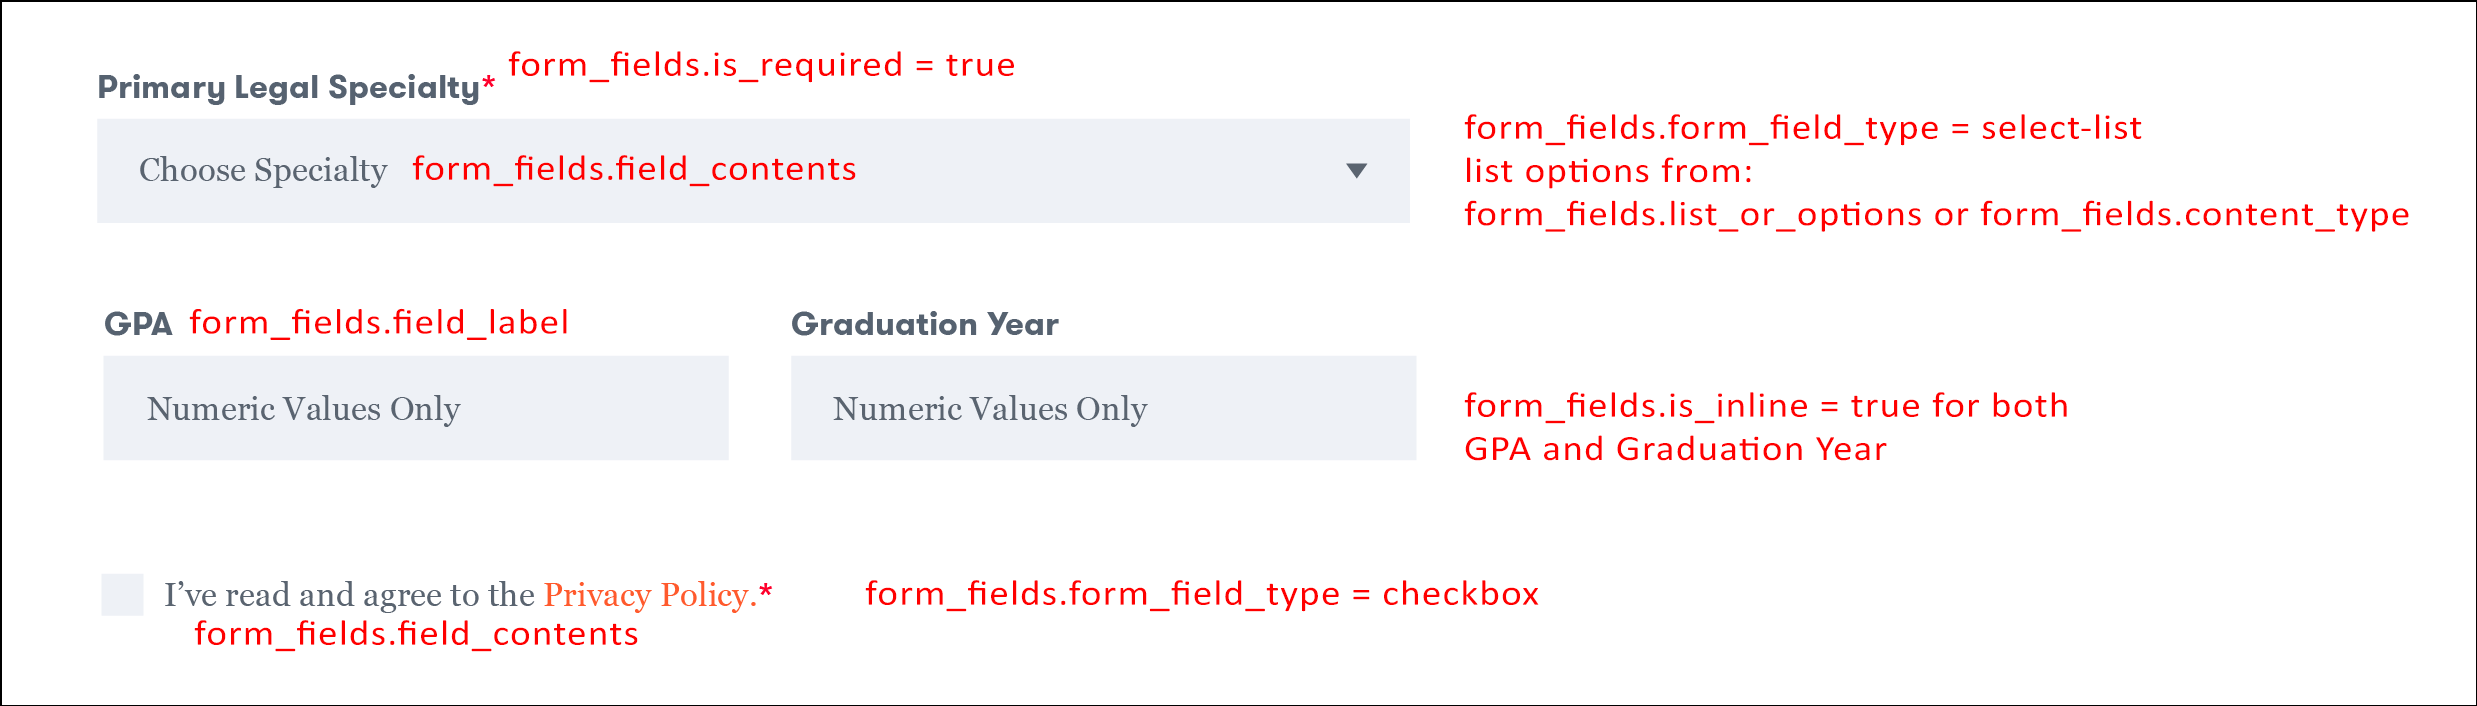 form_fields.is_required = true
Primary Legal Specialty*
form_fields.form_field_type = select-list
Choose Specialty form_fields.field_contents
list options from:
form_fields.list_or_options or form_fields.content_type
GPA form_fields.field_label
Graduation Year
Numeric Values Only
Numeric Values Only
form_fields.is_inline = true for both
GPA and Graduation Year
I’ve read and agree to the Privacy Policy.*
form_fields.form_field_type = checkbox
form_fields.field_contents